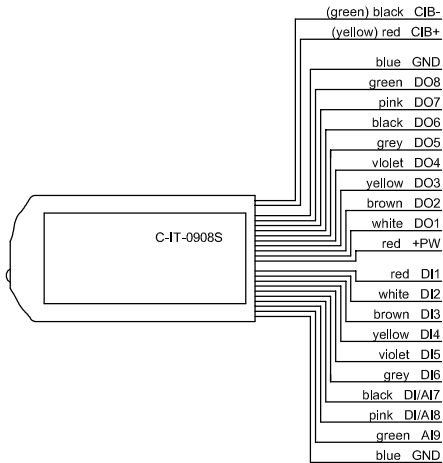 (green) black CIB-
(yellow) red CIB+
blue GND
green DO8
pink DO7
black DO6
grey DO5
violet DO4
yellow DO3
brown DO2
white DO1
red +PW
C-IT-0908S
red DI1
white DI2
brown DI3
yellow DI4
violet DI5
grey DI6
black DI/AI7
pink DI/AI8
green AI9
blue GND